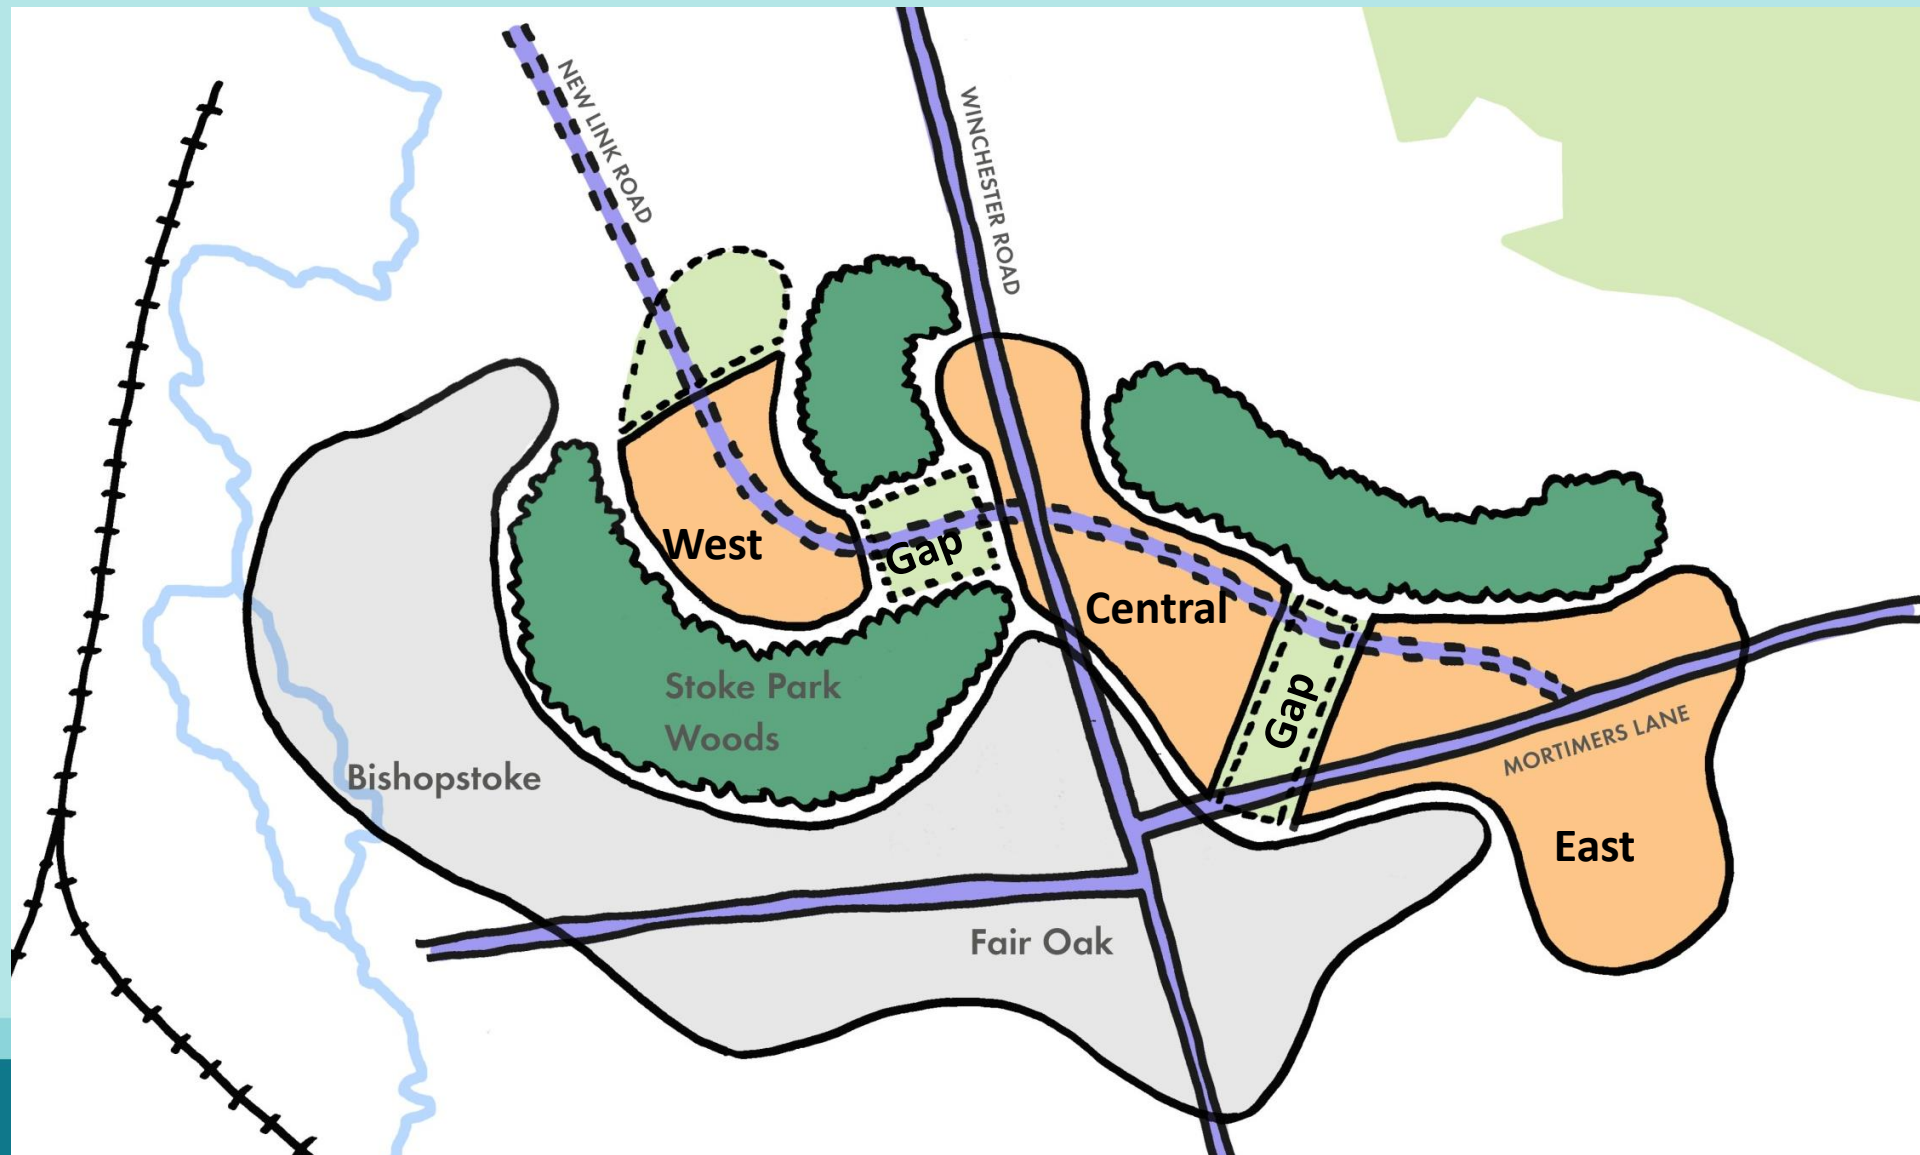 NEW LINK ROAD
WINCHESTER ROAD
West
Gap
Central
Stoke Park
Woods
Gap
MORTIMERS LANE
Bishopstoke
East
Fair Oak